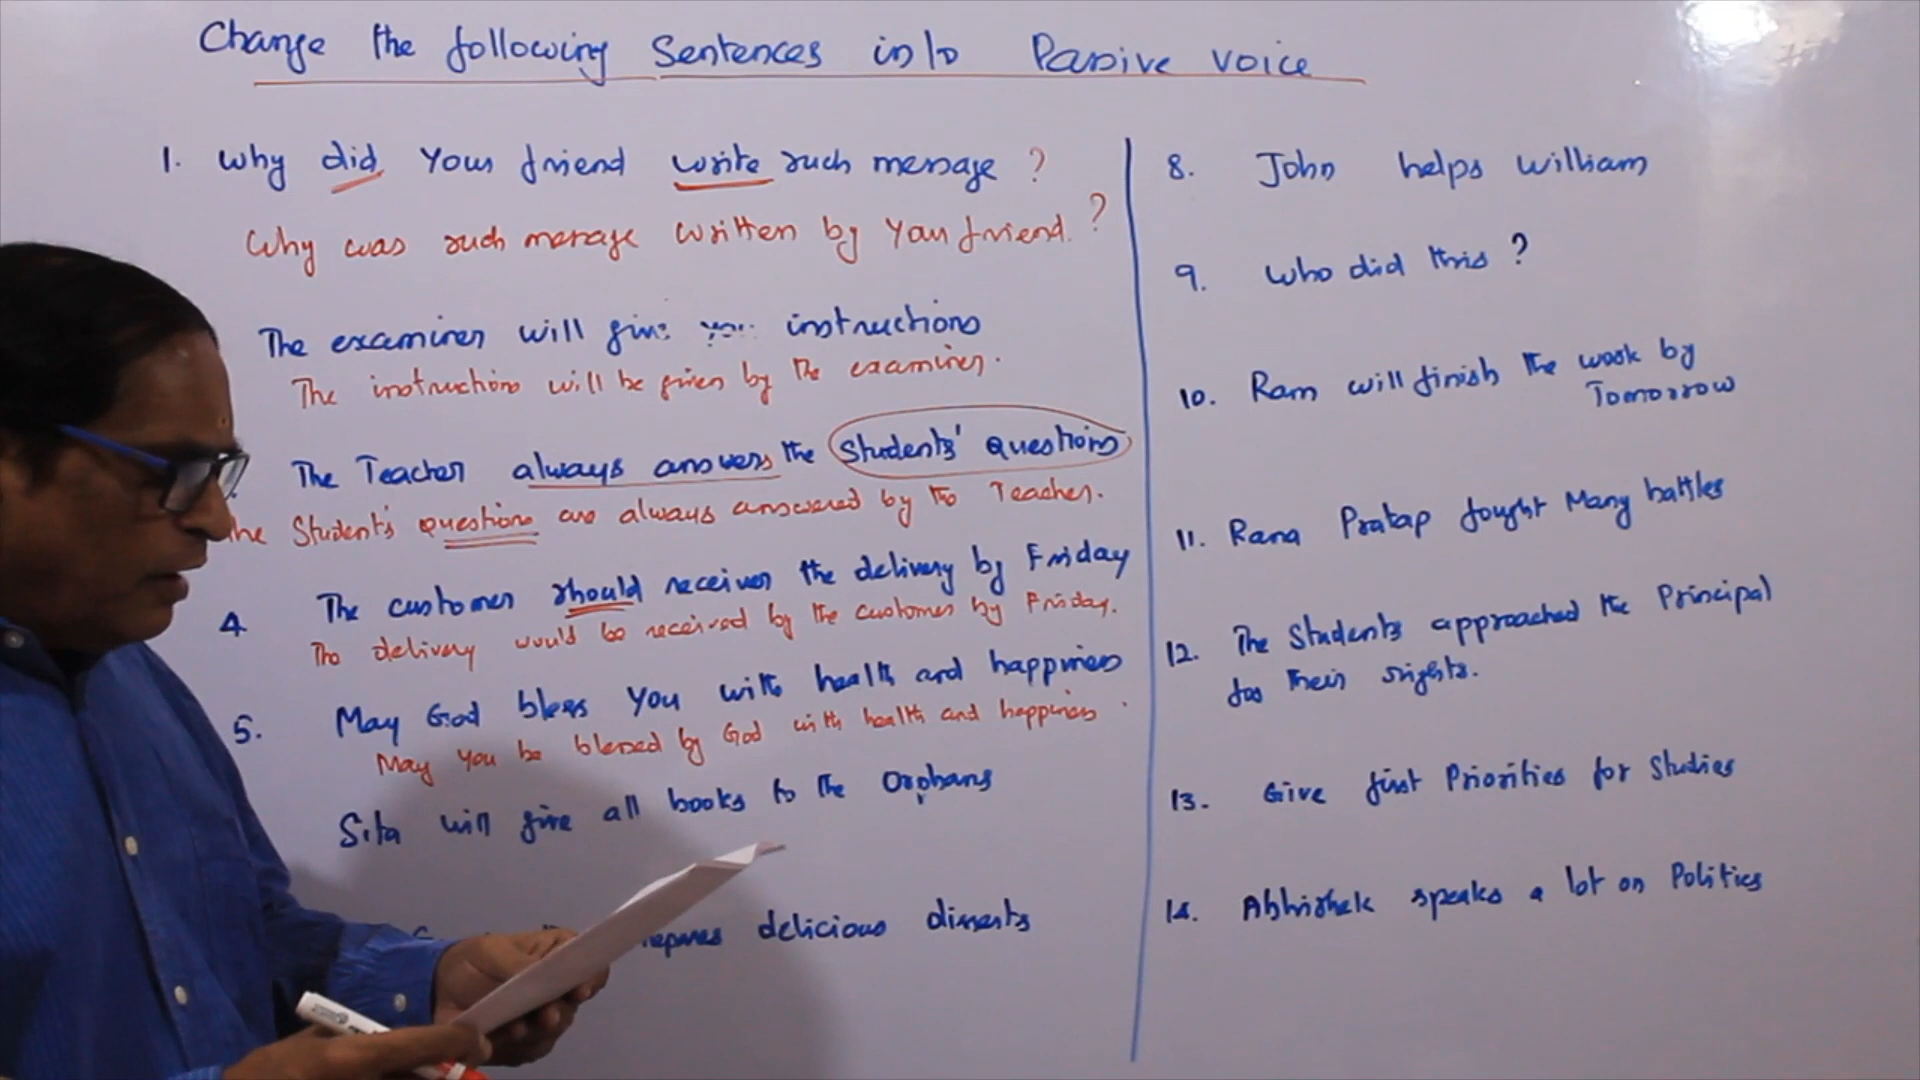 Change the following Sentences into Passive voice
1. Why did Your friend write such message ?
Why was such message written by Your friend. ?
The examiner will give instructions
The instructions will be given by the examiner.
The Teacher always answers the Students' questions
The Student's questions are always answered by the Teacher.
4 The customer should receives the delivery by Friday
The delivery would be received by the customer by Friday.
5. May God bless You with health and happiness
May You be blessed by God with health and happiness.
Sita will give all books to the Orphans
delicious disserts
8. John helps william
9. who did this ?
10. Ram will finish the work by
Tomorrow
11. Rana Pratap fought Many battles
12. The Students approached the Principal
for their rights.
13. Give first Priorities for Studies
14. Abhishek speaks a lot on Politics